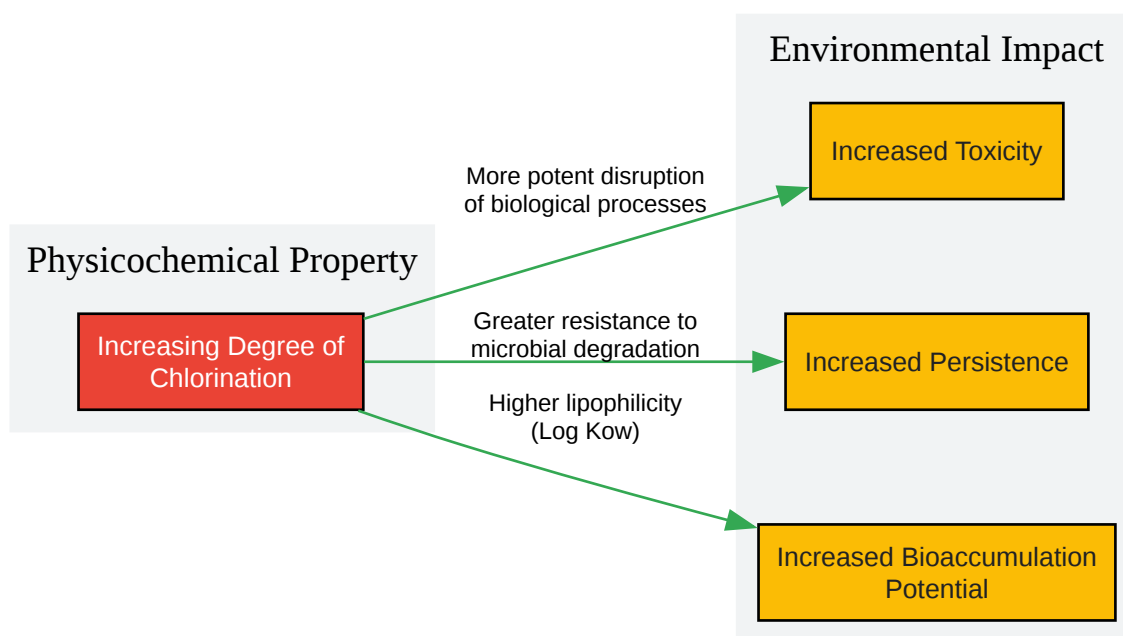 Environmental Impact
Increased Toxicity
More potent disruption
of biological processes
Physicochemical Property
Increasing Degree of
Chlorination
Greater resistance to
microbial degradation
Increased Persistence
Higher lipophilicity
(Log Kow)
Increased Bioaccumulation
Potential